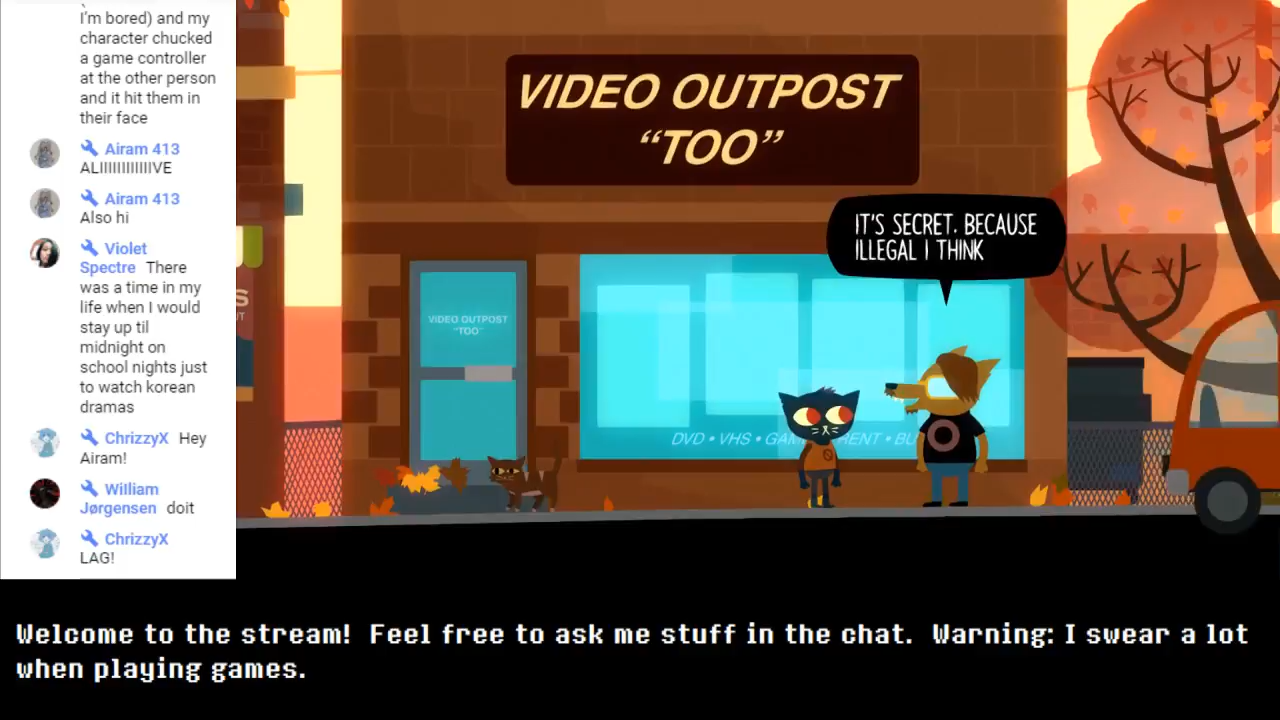 I'm bored) and my
character chucked
a game controller
at the other person
and it hit them in
their face
Airam 413
ALIIIIIIIIIIIIVE
Airam 413
Also hi
Violet
Spectre There
was a time in my
life when I would
stay up til
midnight on
school nights just
to watch korean
dramas
ChrizzyX Hey
Airam!
William
Jørgensen doit
ChrizzyX
LAG!
VIDEO OUTPOST
“TOO”
IT'S SECRET. BECAUSE
ILLEGAL I THINK
VIDEO OUTPOST
“TOO”
DVD • VHS •
Welcome to the stream! Feel free to ask me stuff in the chat. Warning: I swear a lot
when playing games.